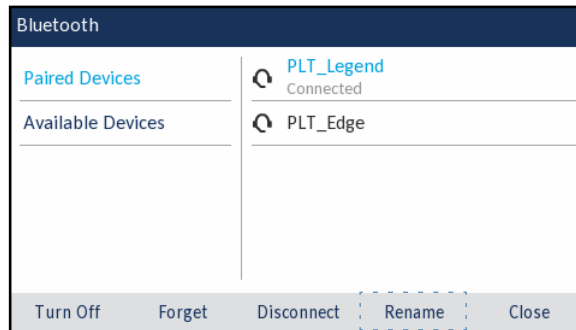 Bluetooth
Paired Devices
Available Devices
PLT_Legend
Connected
PLT_Edge
Turn Off Forget Disconnect Rename Close